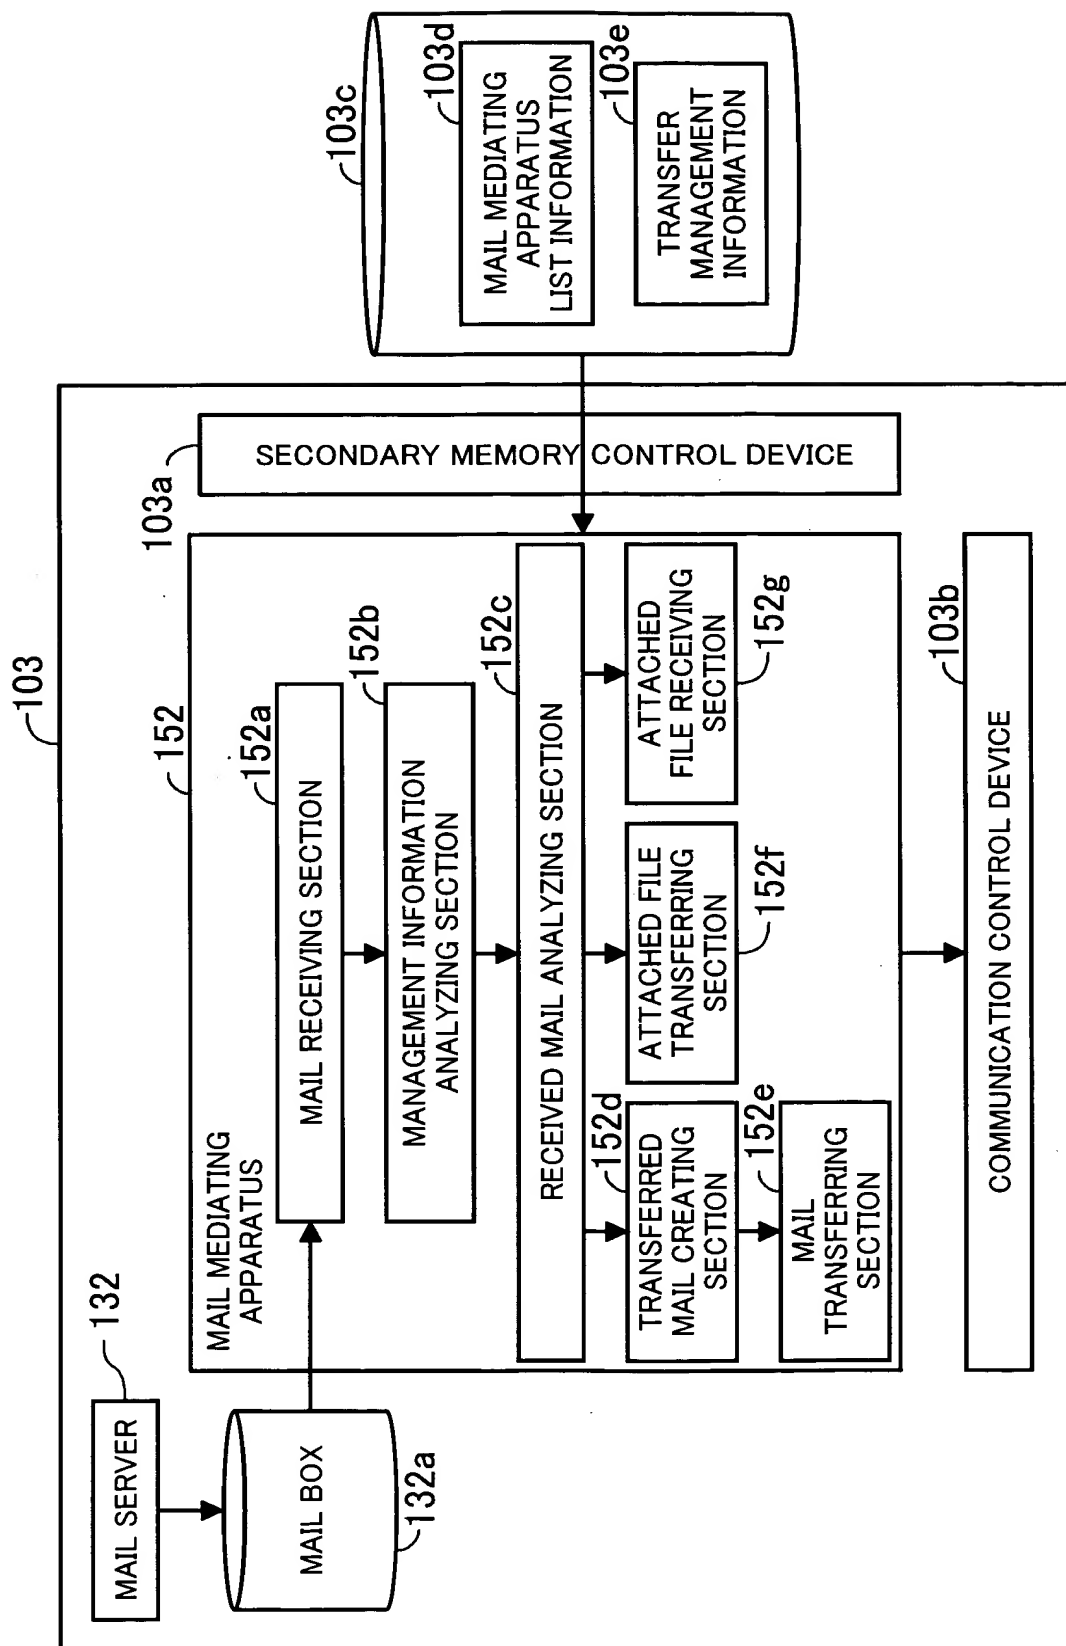 103
MAIL SERVER
132
MAIL BOX
132a
MAIL MEDIATING
APPARATUS
152
MAIL RECEIVING SECTION
152a
MANAGEMENT INFORMATION
ANALYZING SECTION
152b
RECEIVED MAIL ANALYZING SECTION
152c
TRANSFERRED
MAIL CREATING
SECTION
152d
MAIL
TRANSFERRING
SECTION
152e
ATTACHED FILE
TRANSFERRING
SECTION
152f
ATTACHED
FILE RECEIVING
SECTION
152g
SECONDARY MEMORY CONTROL DEVICE
103a
COMMUNICATION CONTROL DEVICE
103b
103c
MAIL MEDIATING
APPARATUS
LIST INFORMATION
103d
TRANSFER
MANAGEMENT
INFORMATION
103e